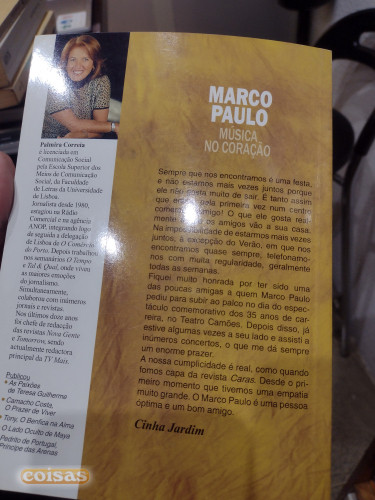 Palmira Correia
é licenciada em
Comunicação Social
pela Escola Superior dos
Meios de Comunicação
Social, da Faculdade
de Letras da Universidade
de Lisboa.
Jornalista desde 1980,
estagiou na Rádio
Comercial e na agência
ANOP, integrando logo
de seguida a delegação
de Lisboa de O Comércio
do Porto. Depois trabalhou
nos semanários O Tempo
e Tal & Qual, onde viveu
as maiores emoções
do jornalismo.
Simultaneamente,
colabora com inúmeros
jornais e revistas.
Nos últimos doze anos
foi chefe de redacção
das revistas Nova Gente
e Tomorrow, sendo
actualmente redactora
principal da TV Mais.
Publicou
As Paixões
de Teresa Guilherme
Camacho Costa,
O Prazer de Viver
Tony, O Benfica na Alma
O Lado Oculto de Maya
Pedrito de Portugal,
Príncipe das Arenas
MARCO
PAULO
MÚSICA
NO CORAÇÃO
Sempre que nos encontramos é uma festa,
e não estamos mais vezes juntos porque
ele não gosta muito de sair. É tanto assim
que entrou pela primeira vez num centro
comercial comigo! O que ele gosta
mente é que os amigos vão a sua casa.
Na impossibilidade de estarmos mais vezes
juntos, à excepção do Verão, em que nos
encontramos quase sempre, telefonamo-
nos com muita regularidade, geralmente
todas as semanas.
Fiquei muito honrada por ter sido uma
das poucas amigas a quem Marco Paulo
pediu para subir ao palco no dia do espec-
táculo comemorativo dos 35 anos de car-
reira, no Teatro Camões. Depois disso, já
estive algumas vezes a seu lado e assisti a
inúmeros concertos, o que me dá sempre
um enorme prazer.
A nossa cumplicidade é real, como quando
fomos capa da revista Caras. Desde o pri-
meiro momento que tivemos uma empatia
muito grande. O Marco Paulo é uma pessoa
óptima e um bom amigo.
Cinha Jardim
coisas